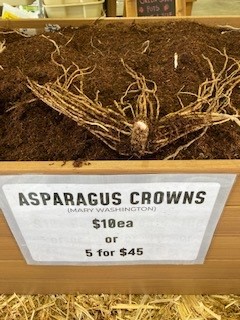 ASPARAGUS CROWNS
(MARY WASHINGTON)
$10ea
or
5 for $45